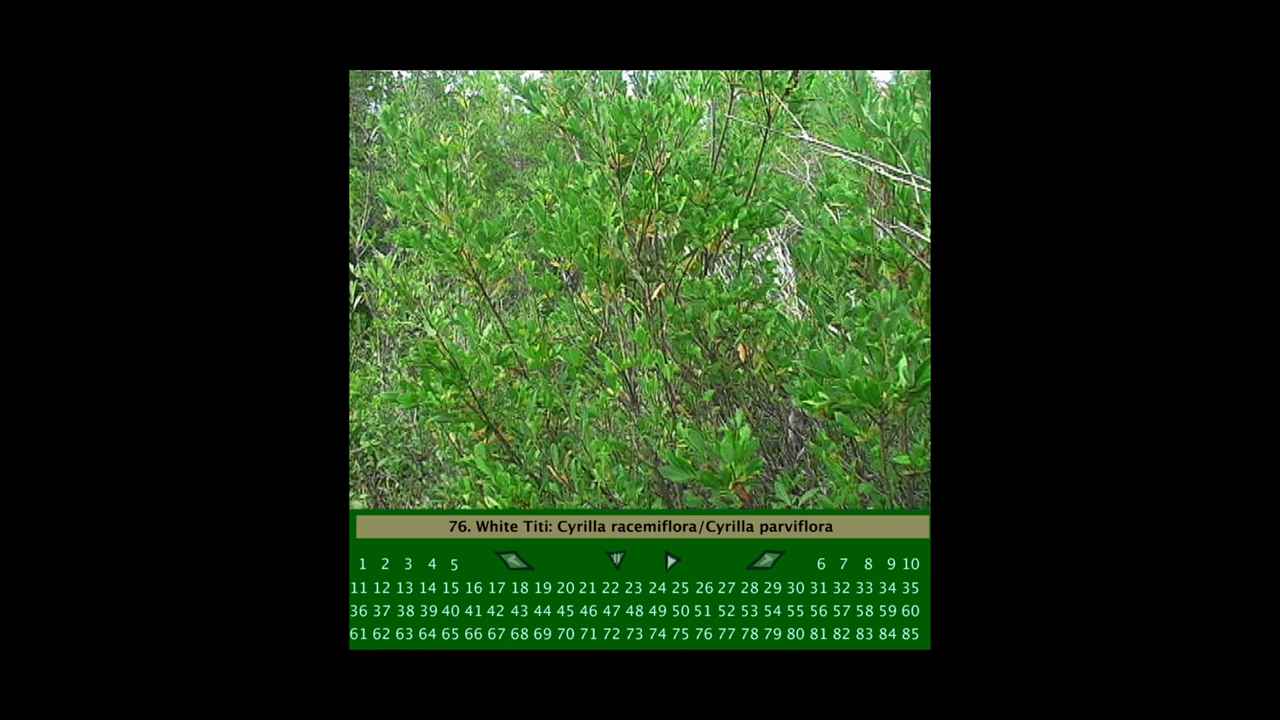 76. White Titi: Cyrilla racemiflora/Cyrilla parviflora
1 2 3 4 5 6 7 8 9 10
11 12 13 14 15 16 17 18 19 20 21 22 23 24 25 26 27 28 29 30 31 32 33 34 35
36 37 38 39 40 41 42 43 44 45 46 47 48 49 50 51 52 53 54 55 56 57 58 59 60
61 62 63 64 65 66 67 68 69 70 71 72 73 74 75 76 77 78 79 80 81 82 83 84 85